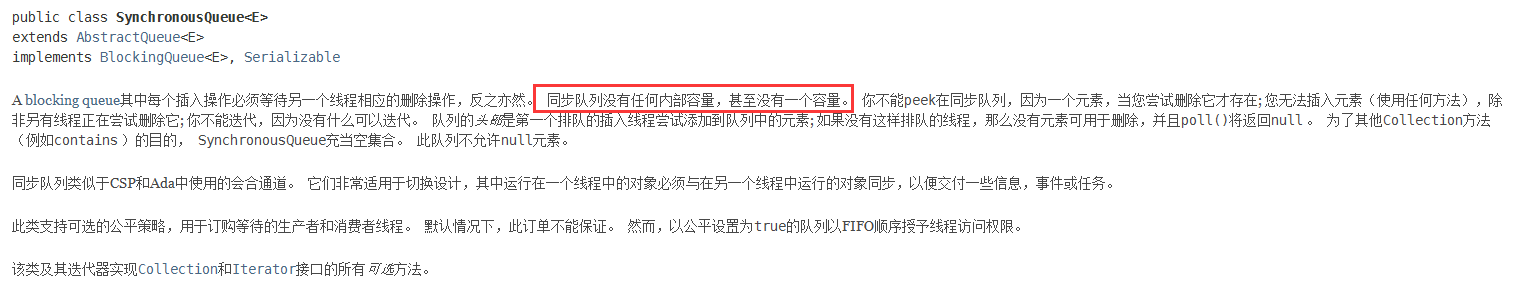 public class SynchronousQueue<E>
extends AbstractQueue<E>
implements BlockingQueue<E>, Serializable
A blocking queue其中每个插入操作必须等待另一个线程相应的删除操作，反之亦然。 同步队列没有任何内部容量，甚至没有一个容量。 你不能peek在同步队列，因为一个元素，当您尝试删除它才存在；您无法插入元素（使用任何方法），除
非另有线程正在尝试删除它；你不能迭代，因为没有什么可以迭代。 队列的头部是第一个排队的插入线程尝试添加到队列中的元素；如果没有这样排队的线程，那么没有元素可用于删除，并且poll()将返回null 。 为了其他Collection方法
（例如contains ）的目的， SynchronousQueue充当空集合。 此队列不允许null元素。
同步队列类似于CSP和Ada中使用的会合通道。 它们非常适用于切换设计，其中运行在一个线程中的对象必须与在另一个线程中运行的对象同步，以便交付一些信息，事件或任务。
此类支持可选的公平策略，用于订购等待的生产者和消费者线程。 默认情况下，此订单不能保证。 然而，以公平设置为true的队列以FIFO顺序授予线程访问权限。
该类及其迭代器实现Collection和Iterator接口的所有可选方法。